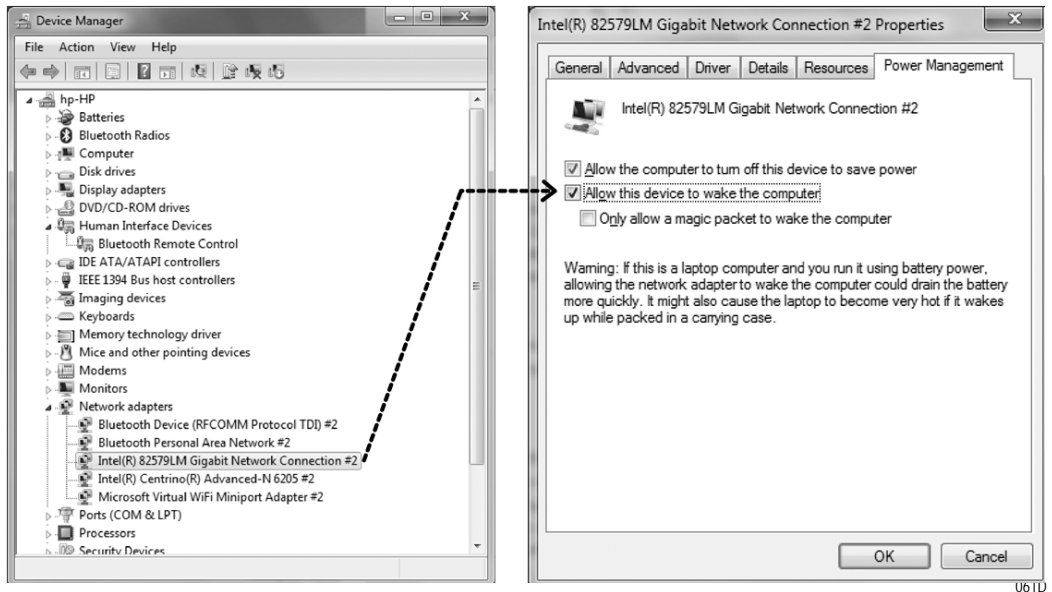 Device Manager
File Action View Help
hp-HP
Batteries
Bluetooth Radios
Computer
Disk drives
Display adapters
DVD/CD-ROM drives
Human Interface Devices
Bluetooth Remote Control
IDE ATA/ATAPI controllers
IEEE 1394 Bus host controllers
Imaging devices
Keyboards
Memory technology driver
Mice and other pointing devices
Modems
Monitors
Network adapters
Bluetooth Device (RFCOMM Protocol TDI) #2
Bluetooth Personal Area Network #2
Intel(R) 82579LM Gigabit Network Connection #2
Intel(R) Centrino(R) Advanced-N 6205 #2
Microsoft Virtual WiFi Miniport Adapter #2
Ports (COM & LPT)
Processors
Security Devices
Intel(R) 82579LM Gigabit Network Connection #2 Properties
General Advanced Driver Details Resources Power Management
Intel(R) 82579LM Gigabit Network Connection #2
Allow the computer to turn off this device to save power
Allow this device to wake the computer
Only allow a magic packet to wake the computer
Warning: If this is a laptop computer and you run it using battery power,
allowing the network adapter to wake the computer could drain the battery
more quickly. It might also cause the laptop to become very hot if it wakes
up while packed in a carrying case.
OK Cancel
061D